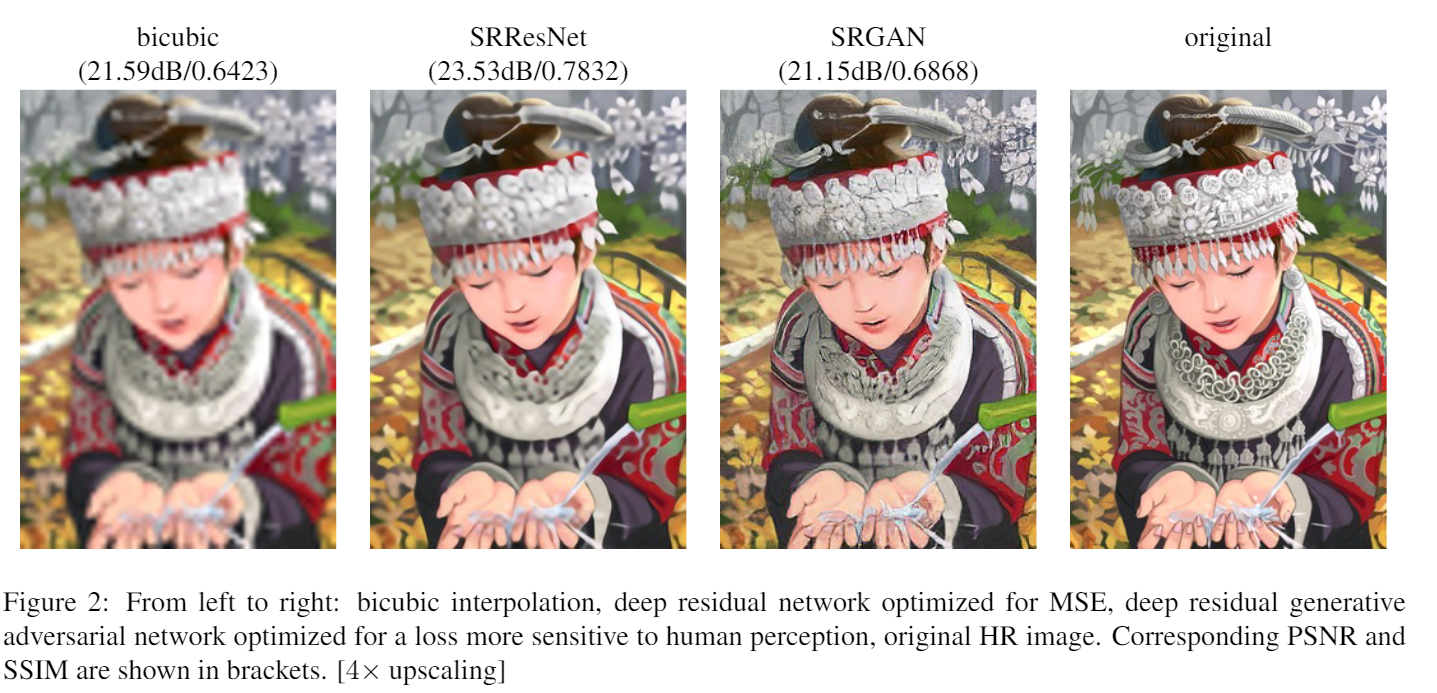 bicubic
(21.59dB/0.6423)
SRResNet
(23.53dB/0.7832)
SRGAN
(21.15dB/0.6868)
original
Figure 2: From left to right: bicubic interpolation, deep residual network optimized for MSE, deep residual generative
adversarial network optimized for a loss more sensitive to human perception, original HR image. Corresponding PSNR and
SSIM are shown in brackets. [4× upscaling]